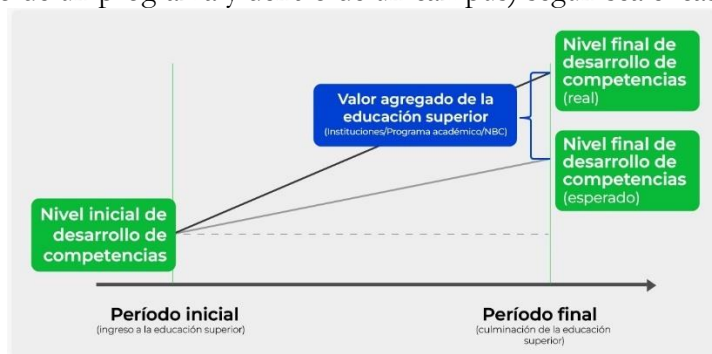 Nivel final de
desarrollo de
competencias
(real)
Valor agregado de la
educación superior
(Instituciones/Programa académico/NBC)
Nivel final de
desarrollo de
competencias
(esperado)
Nivel inicial de
desarrollo de
competencias
Período inicial
(ingreso a la educación superior)
Período final
(culminación de la educación
superior)